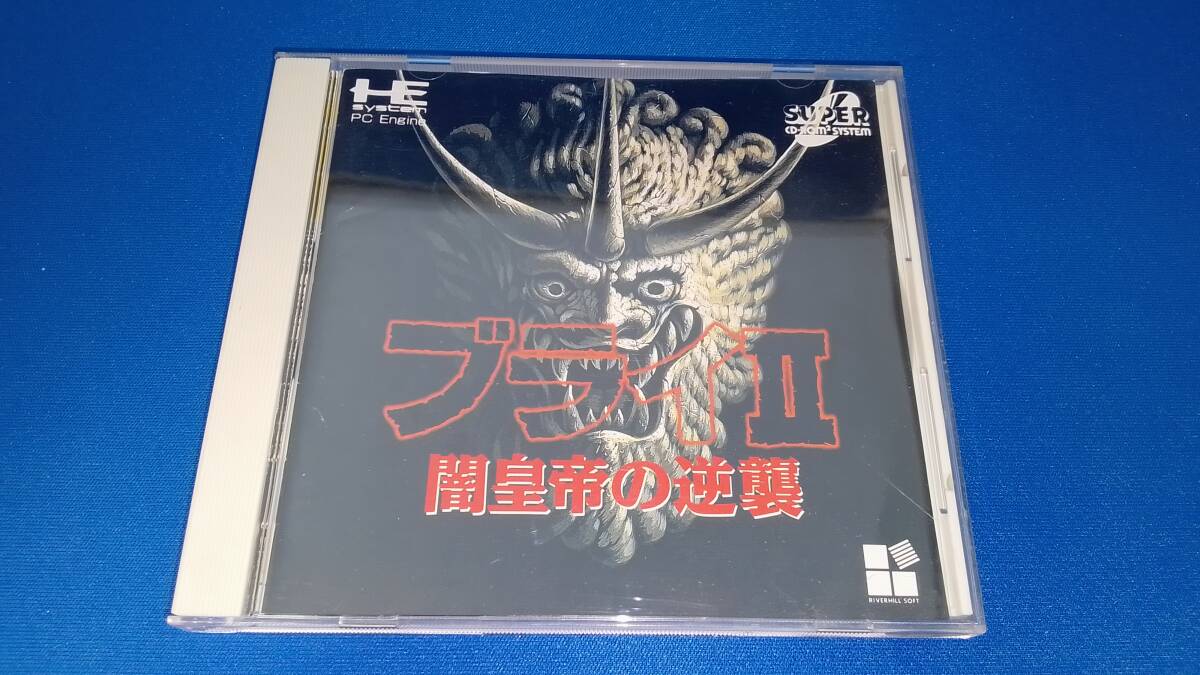 HE
system
PC Engine
SUPER
CD-ROM² SYSTEM
ブライII
闇皇帝の逆襲
RIVERHILL SOFT